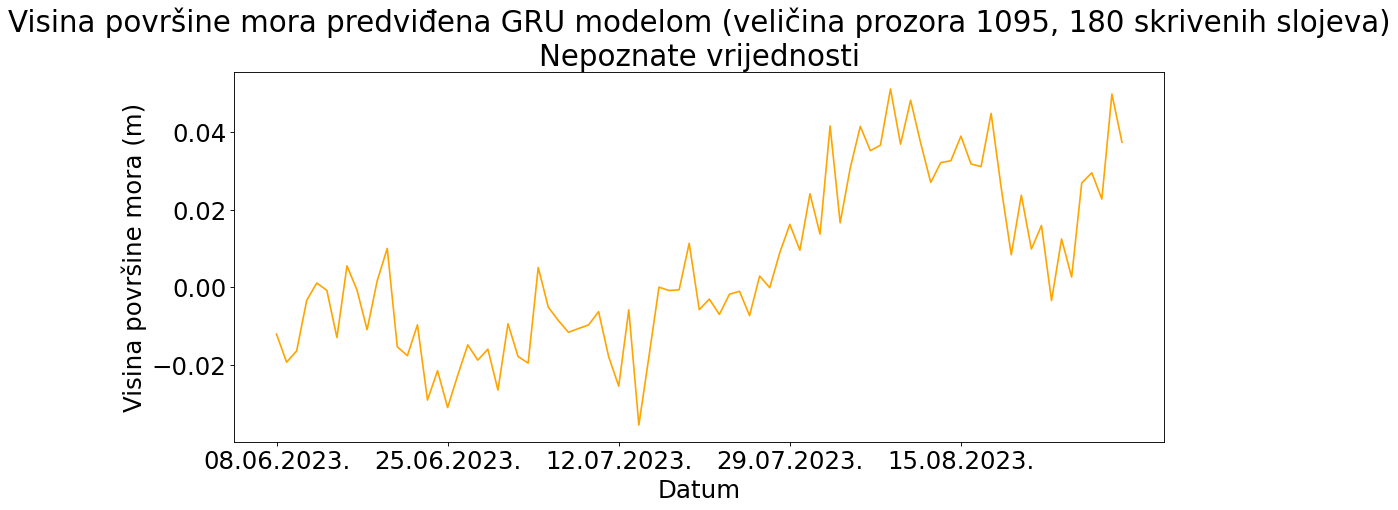 Visina površine mora predviđena GRU modelom (veličina prozora 1095, 180 skrivenih slojeva)
Nepoznate vrijednosti
Visina površine mora (m)
0.04
0.02
0.00
−0.02
08.06.2023. 25.06.2023. 12.07.2023. 29.07.2023. 15.08.2023.
Datum